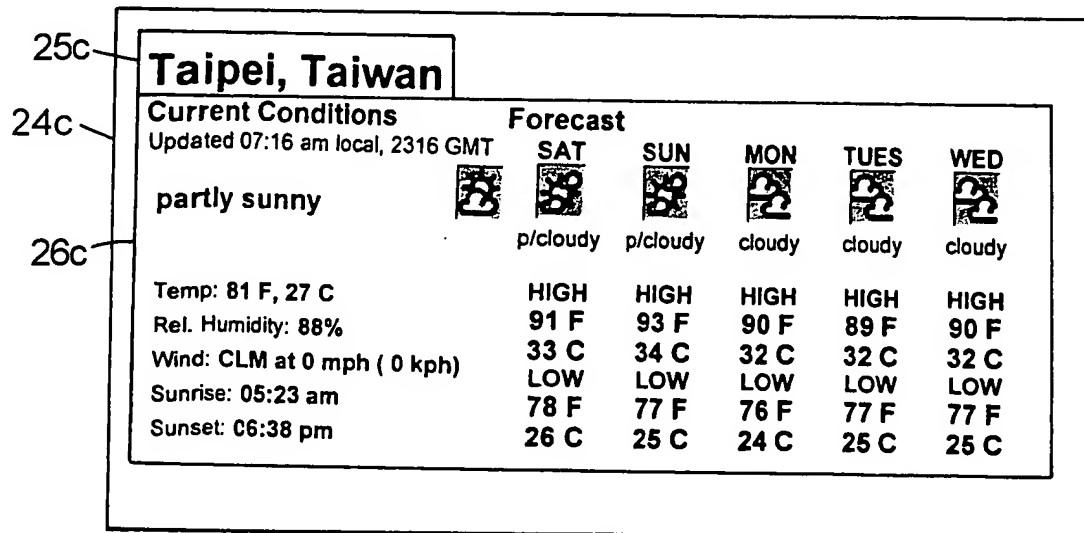 25c
Taipei, Taiwan
24c
Current Conditions
Updated 07:16 am local, 2316 GMT
partly sunny
26c
Temp: 81 F, 27 C
Rel. Humidity: 88%
Wind: CLM at 0 mph ( 0 kph)
Sunrise: 05:23 am
Sunset: 06:38 pm
Forecast
SAT SUN MON TUES WED
p/cloudy p/cloudy cloudy cloudy cloudy
HIGH HIGH HIGH HIGH HIGH
91 F 93 F 90 F 89 F 90 F
33 C 34 C 32 C 32 C 32 C
LOW LOW LOW LOW LOW
78 F 77 F 76 F 77 F 77 F
26 C 25 C 24 C 25 C 25 C